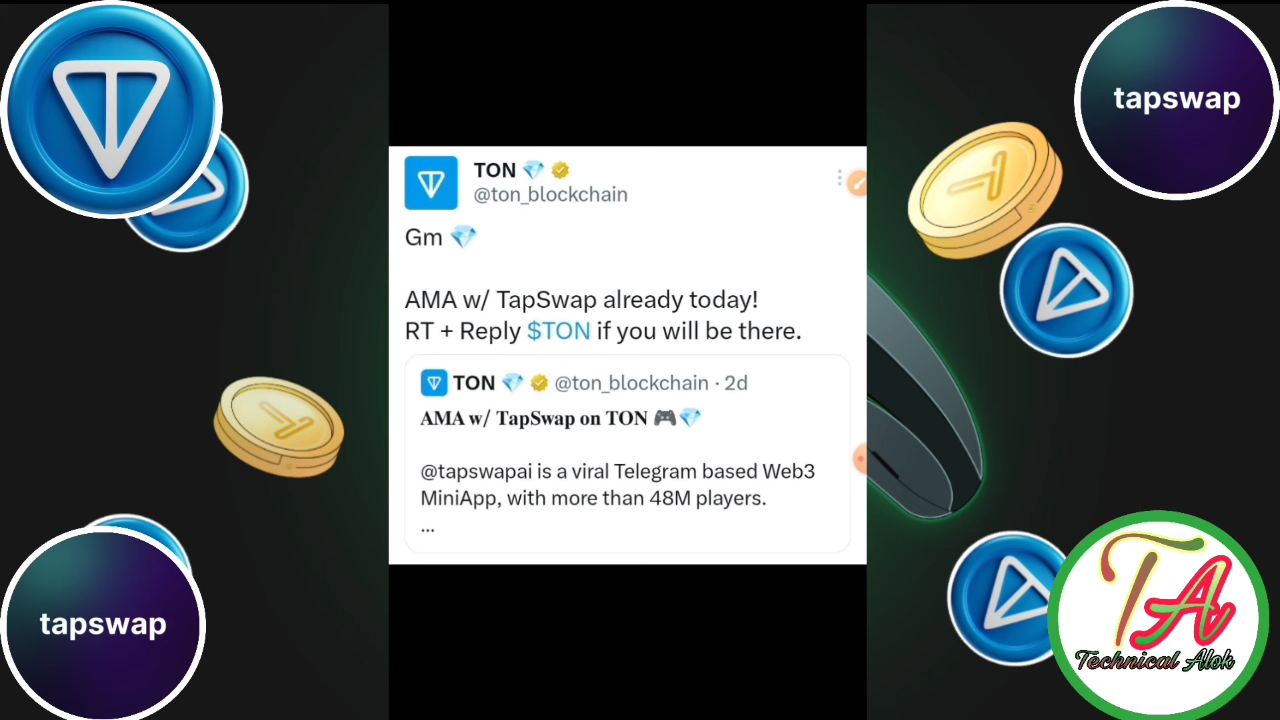 tapswap
TON 💎
@ton_blockchain
Gm 💎
AMA w/ TapSwap already today!
RT + Reply $TON if you will be there.
TON 💎 @ton_blockchain · 2d
AMA w/ TapSwap on TON 🎮💎
@tapswapai is a viral Telegram based Web3
MiniApp, with more than 48M players.
...
tapswap
TA
Technical Alok